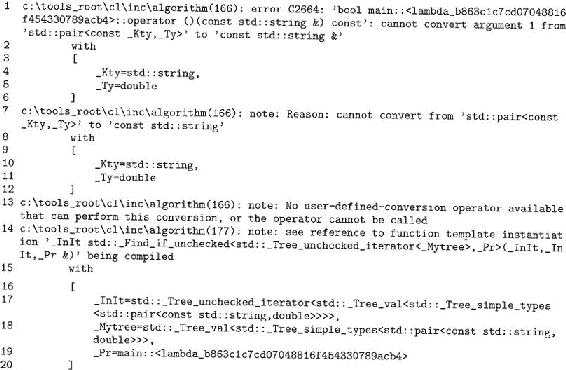 1 c:\tools_root\cl\inc\algorithm(166): error C2664: 'bool main::<lambda_b863c1c7cd07048816
f454330789acb4>::operator ()(const std::string &) const': cannot convert argument 1 from
'std::pair<const _Kty,_Ty>' to 'const std::string &'
2 with
3 [
4 _Kty=std::string,
5 _Ty=double
6 ]
7 c:\tools_root\cl\inc\algorithm(166): note: Reason: cannot convert from 'std::pair<const
_Kty,_Ty>' to 'const std::string'
8 with
9 [
10 _Kty=std::string,
11 _Ty=double
12 ]
13 c:\tools_root\cl\inc\algorithm(166): note: No user-defined-conversion operator available
that can perform this conversion, or the operator cannot be called
14 c:\tools_root\cl\inc\algorithm(177): note: see reference to function template instantiat
ion '_InIt std::_Find_if_unchecked<std::_Tree_unchecked_iterator<_Mytree>,_Pr>(_InIt,_In
It,_Pr &)' being compiled
15 with
16 [
17 _InIt=std::_Tree_unchecked_iterator<std::_Tree_val<std::_Tree_simple_types
<std::pair<const std::string,double>>>>,
18 _Mytree=std::_Tree_val<std::_Tree_simple_types<std::pair<const std::string,
double>>>,
19 _Pr=main::<lambda_b863c1c7cd07048816f454330789acb4>
20 ]